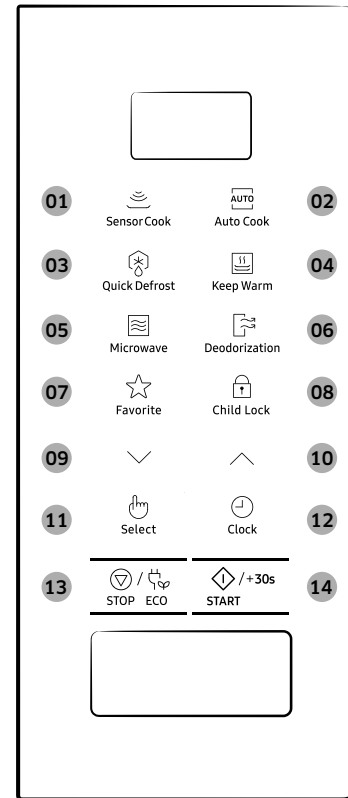 01 AUTO 02
Sensor Cook Auto Cook
03 04
Quick Defrost Keep Warm
05 06
Microwave Deodorization
07 08
Favorite Child Lock
09 10
11 12
Select Clock
13 / /+30s 14
STOP ECO START